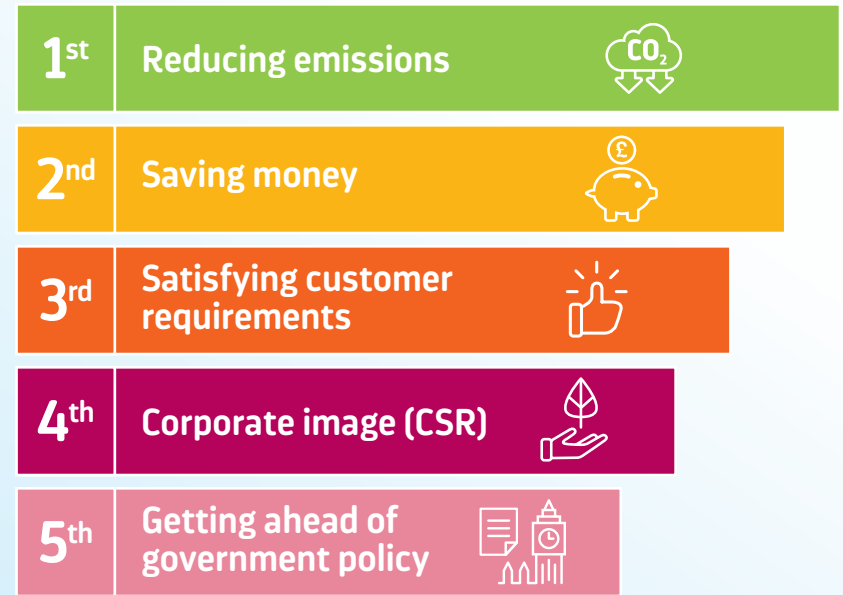 1st
Reducing emissions
CO₂
2nd
Saving money
£
3rd
Satisfying customer
requirements
4th
Corporate image (CSR)
5th
Getting ahead of
government policy